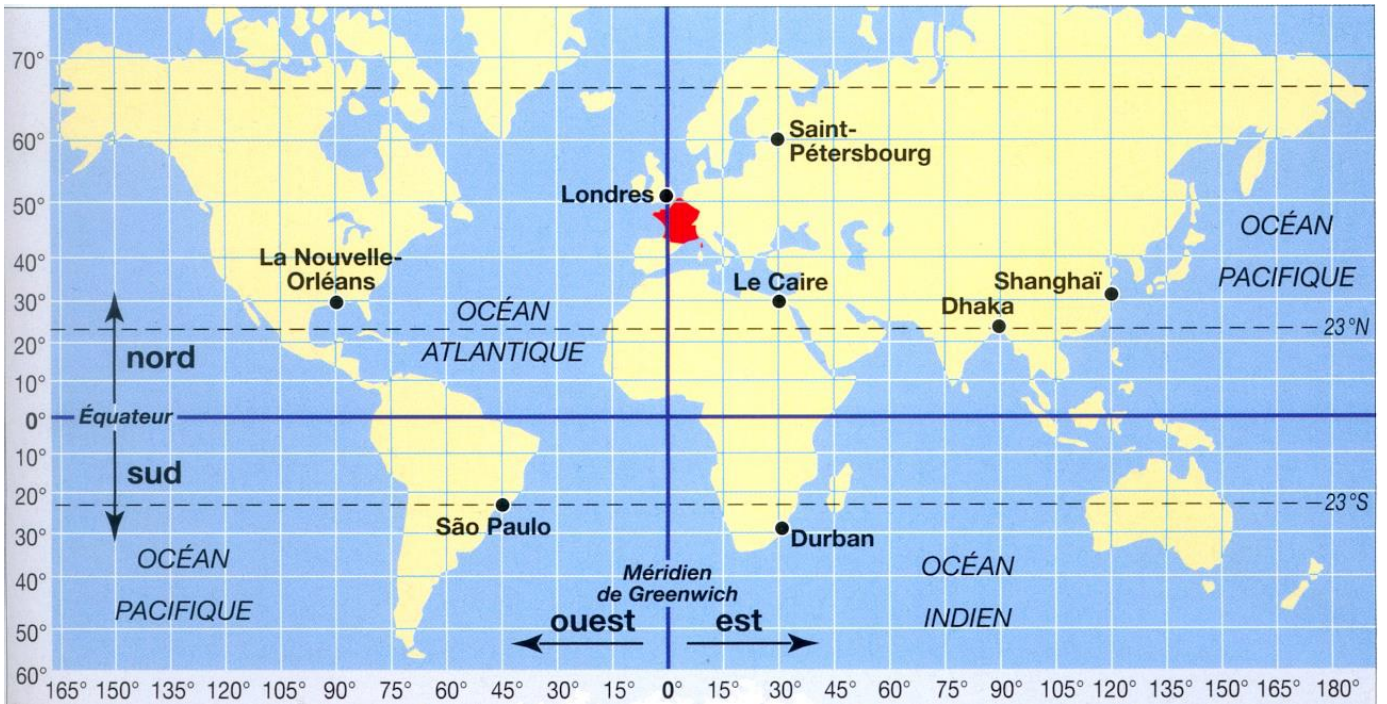 70°
60°
Saint-
Pétersbourg
Londres
50°
OCÉAN
PACIFIQUE
40°
La Nouvelle-
Orléans
Le Caire
Shanghaï
Dhaka
30°
OCÉAN
ATLANTIQUE
23°N
nord
20°
10°
0°
Équateur
10°
sud
20°
23°S
São Paulo
Durban
30°
OCÉAN
PACIFIQUE
OCÉAN
INDIEN
40°
Méridien
de Greenwich
ouest
est
50°
60°
165° 150° 135° 120° 105° 90° 75° 60° 45° 30° 15° 0° 15° 30° 45° 60° 75° 90° 105° 120° 135° 150° 165° 180°